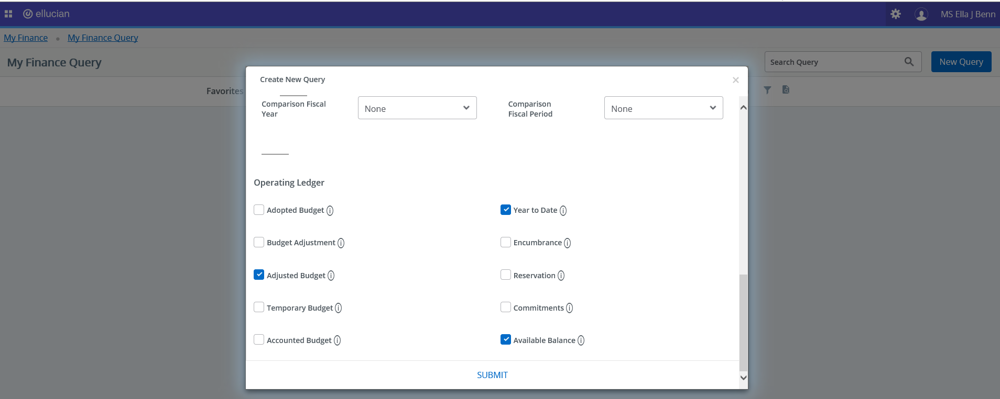 ellucian
MS Ella J Benn
My Finance
My Finance Query
My Finance Query
Search Query
New Query
Favorites
Create New Query
Comparison Fiscal
Year
None
Comparison
Fiscal Period
None
Operating Ledger
Adopted Budget
Year to Date
Budget Adjustment
Encumbrance
Adjusted Budget
Reservation
Temporary Budget
Commitments
Accounted Budget
Available Balance
SUBMIT